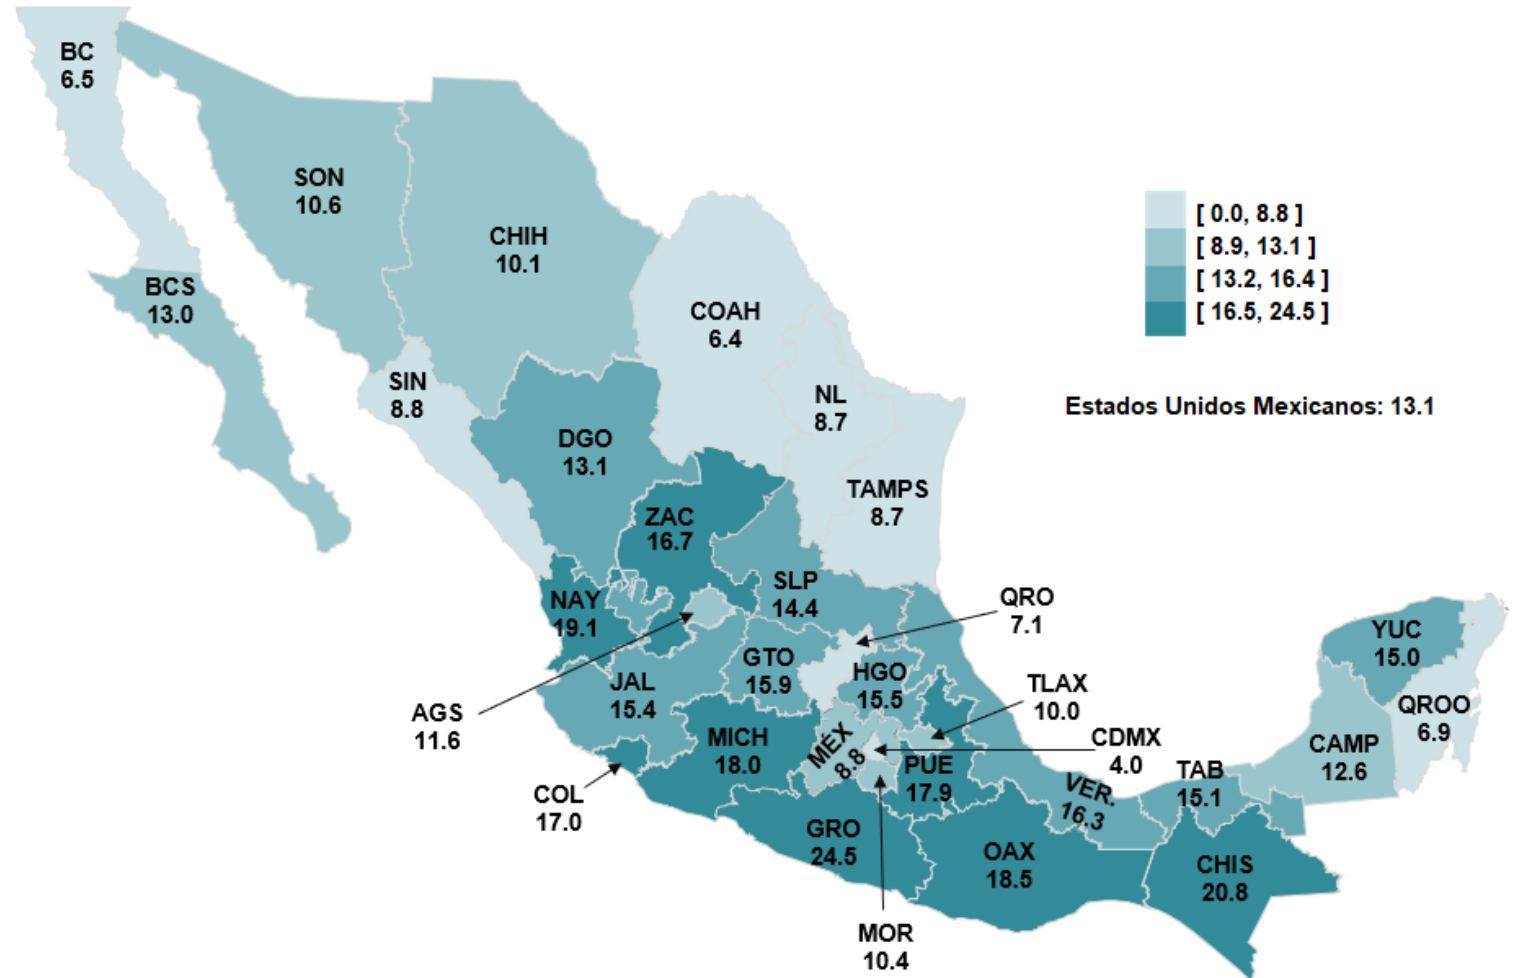 BC
6.5
SON
10.6
CHIH
10.1
BCS
13.0
COAH
6.4
SIN
8.8
NL
8.7
DGO
13.1
TAMPS
8.7
ZAC
16.7
SLP
14.4
NAY
19.1
QRO
7.1
AGS
11.6
GTO
15.9
HGO
15.5
JAL
15.4
TLAX
10.0
MICH
18.0
MÉX
8.8
CDMX
4.0
PUE
17.9
COL
17.0
GRO
24.5
MOR
10.4
OAX
18.5
VER.
16.3
TAB
15.1
CHIS
20.8
CAMP
12.6
YUC
15.0
QROO
6.9
[ 0.0, 8.8 ]
[ 8.9, 13.1 ]
[ 13.2, 16.4 ]
[ 16.5, 24.5 ]
Estados Unidos Mexicanos: 13.1